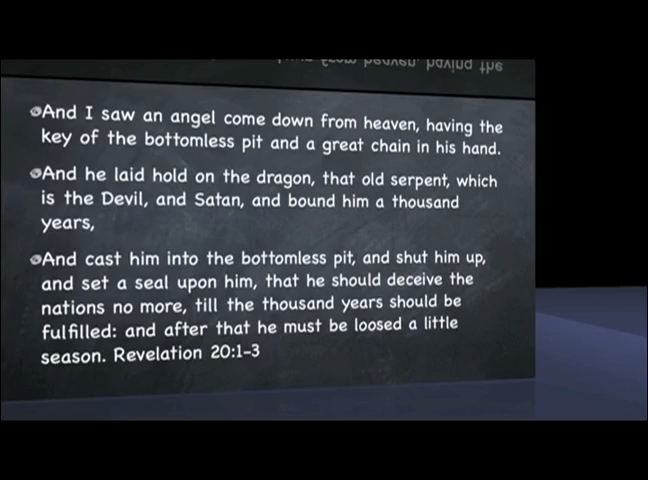 And I saw an angel come down from heaven, having the
key of the bottomless pit and a great chain in his hand.
And he laid hold on the dragon, that old serpent, which
is the Devil, and Satan, and bound him a thousand
years,
And cast him into the bottomless pit, and shut him up,
and set a seal upon him, that he should deceive the
nations no more, till the thousand years should be
fulfilled: and after that he must be loosed a little
season. Revelation 20:1-3